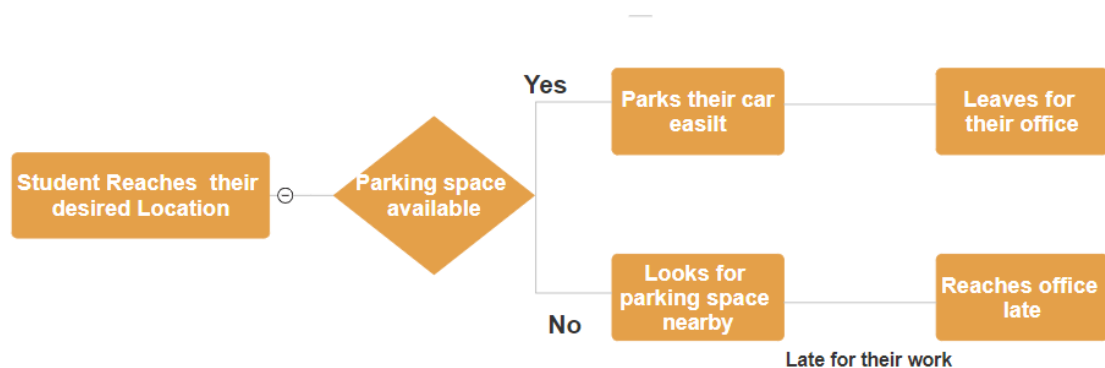 Student Reaches  their
desired Location
Parking space
available
Yes
Parks their car
easilt
Leaves for
their office
No
Looks for
parking space
nearby
Late for their work
Reaches office
late